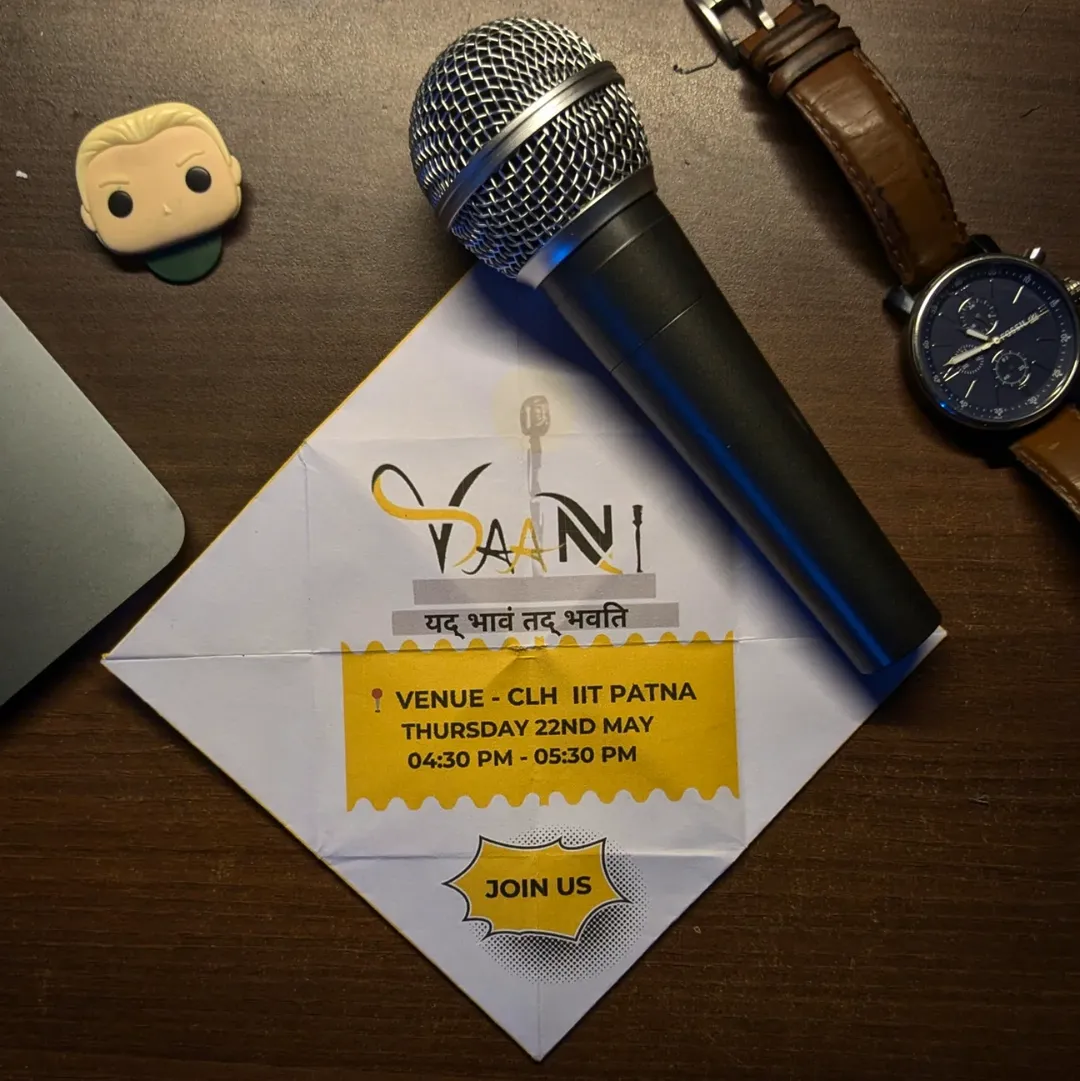 FOSSIL
VAANI
यद् भावं तद् भवति
VENUE - CLH IIT PATNA
THURSDAY 22ND MAY
04:30 PM - 05:30 PM
JOIN US